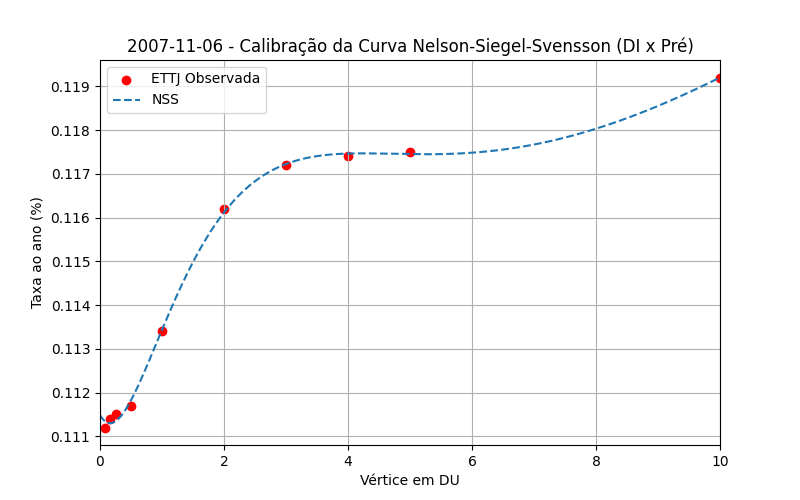 2007-11-06 - Calibração da Curva Nelson-Siegel-Svensson (DI x Pré)
ETTJ Observada
NSS
0.119
0.118
0.117
0.116
0.115
0.114
0.113
0.112
0.111
Taxa ao ano (%)
0 2 4 6 8 10
Vértice em DU